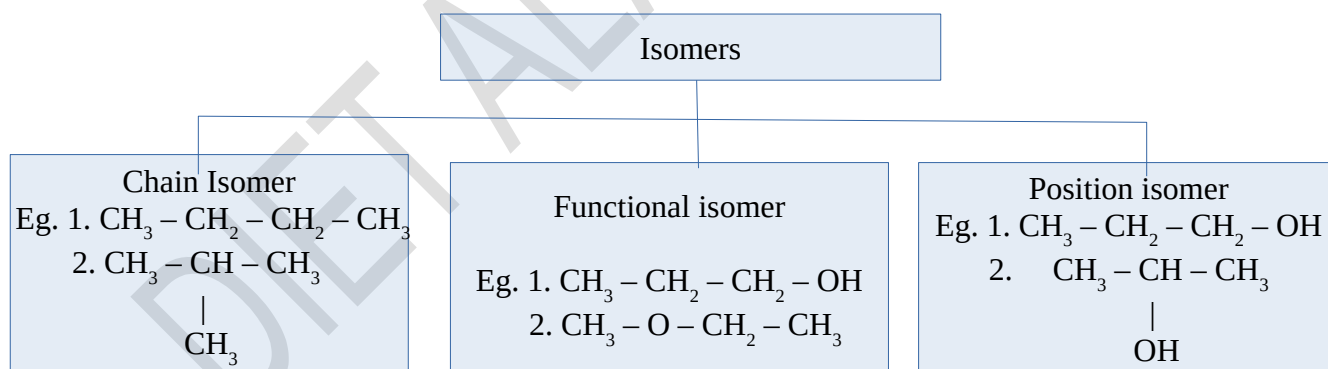 Isomers
Chain Isomer
Eg. 1. CH₃ – CH₂ – CH₂ – CH₃
2. CH₃ – CH – CH₃
|
CH₃
Functional isomer
Eg. 1. CH₃ – CH₂ – CH₂ – OH
2. CH₃ – O – CH₂ – CH₃
Position isomer
Eg. 1. CH₃ – CH₂ – CH₂ – OH
2. CH₃ – CH – CH₃
|
OH
DIET